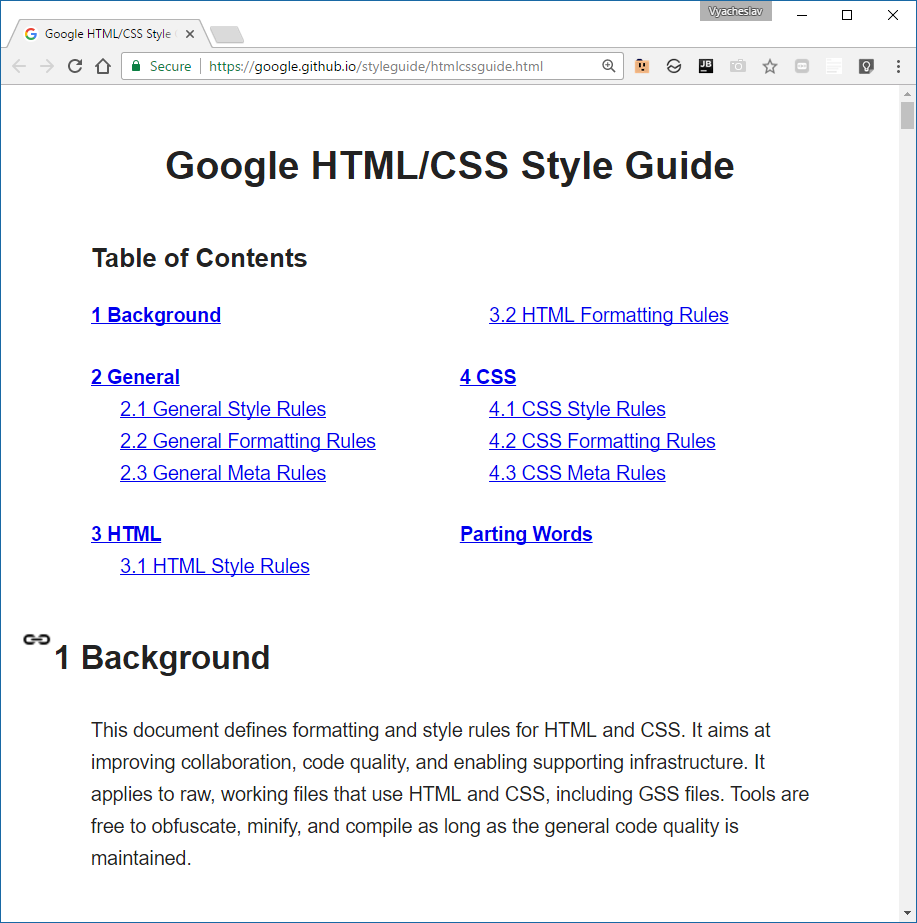 Vyacheslav
Google HTML/CSS Style
Secure
https://google.github.io/styleguide/htmlcssguide.html
JB
Google HTML/CSS Style Guide
Table of Contents
1 Background
2 General
2.1 General Style Rules
2.2 General Formatting Rules
2.3 General Meta Rules
3 HTML
3.1 HTML Style Rules
3.2 HTML Formatting Rules
4 CSS
4.1 CSS Style Rules
4.2 CSS Formatting Rules
4.3 CSS Meta Rules
Parting Words
1 Background
This document defines formatting and style rules for HTML and CSS. It aims at
improving collaboration, code quality, and enabling supporting infrastructure. It
applies to raw, working files that use HTML and CSS, including GSS files. Tools are
free to obfuscate, minify, and compile as long as the general code quality is
maintained.